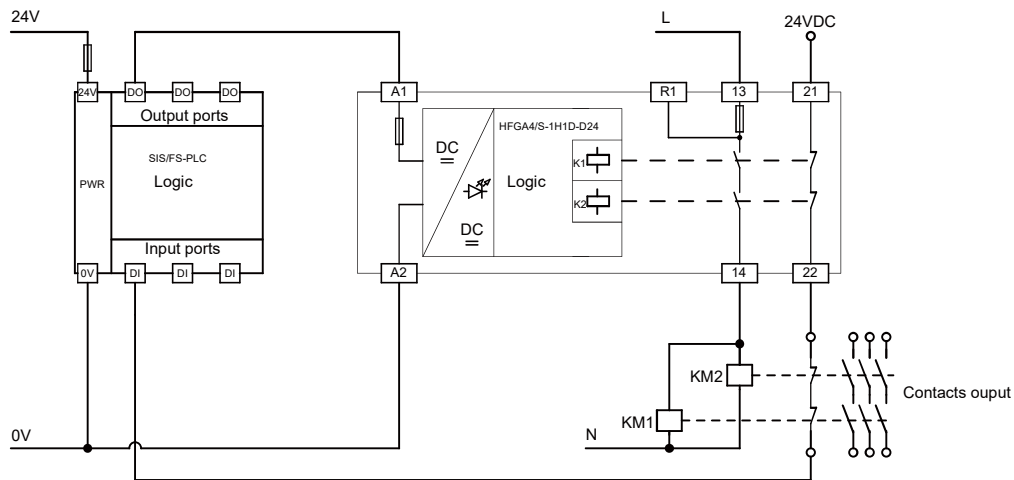 24V
L
24VDC
24V
DO
DO
DO
A1
R1
13
21
Output ports
HFGA4/S-1H1D-D24
DC
SIS/FS-PLC
K1
PWR
Logic
Logic
K2
DC
Input ports
0V
DI
DI
DI
A2
14
22
KM2
Contacts ouput
KM1
0V
N